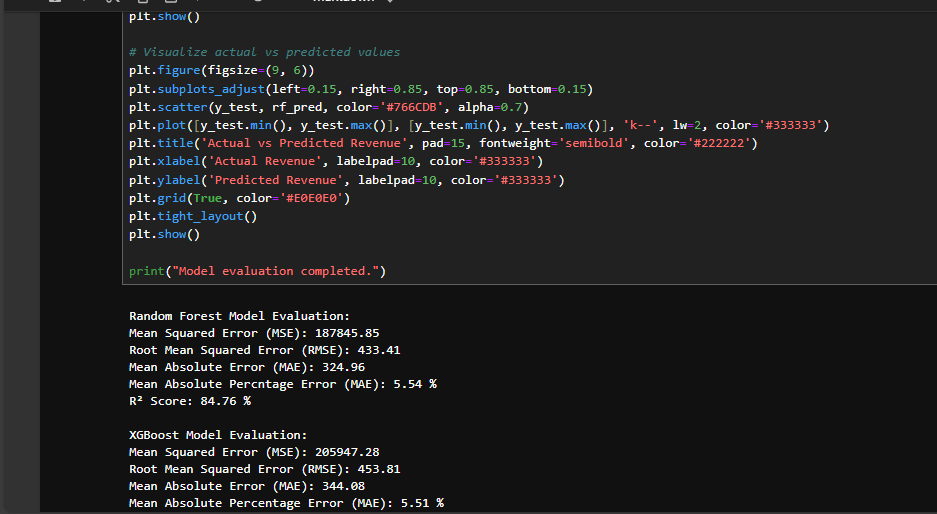 plt.show()
# Visualize actual vs predicted values
plt.figure(figsize=(9, 6))
plt.subplots_adjust(left=0.15, right=0.85, top=0.85, bottom=0.15)
plt.scatter(y_test, rf_pred, color='#766CDB', alpha=0.7)
plt.plot([y_test.min(), y_test.max()], [y_test.min(), y_test.max()], 'k--', lw=2, color='#333333')
plt.title('Actual vs Predicted Revenue', pad=15, fontweight='semibold', color='#222222')
plt.xlabel('Actual Revenue', labelpad=10, color='#333333')
plt.ylabel('Predicted Revenue', labelpad=10, color='#333333')
plt.grid(True, color='#E0E0E0')
plt.tight_layout()
plt.show()
print("Model evaluation completed.")
Random Forest Model Evaluation:
Mean Squared Error (MSE): 187845.85
Root Mean Squared Error (RMSE): 433.41
Mean Absolute Error (MAE): 324.96
Mean Absolute Percntage Error (MAE): 5.54 %
R² Score: 84.76 %
XGBoost Model Evaluation:
Mean Squared Error (MSE): 205947.28
Root Mean Squared Error (RMSE): 453.81
Mean Absolute Error (MAE): 344.08
Mean Absolute Percentage Error (MAE): 5.51 %